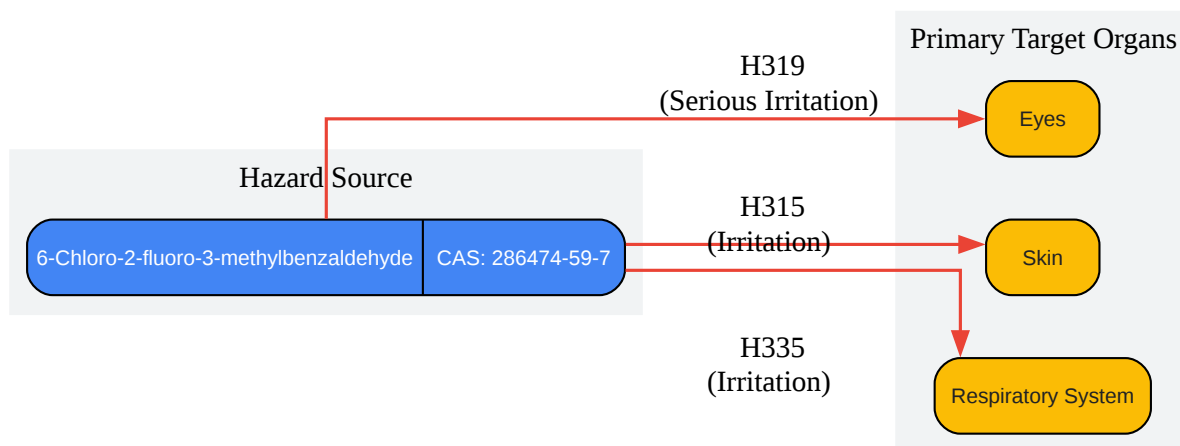 Primary Target Organs
H319
(Serious Irritation)
Eyes
Hazard Source
6-Chloro-2-fluoro-3-methylbenzaldehyde
CAS: 286474-59-7
H315
(Irritation)
Skin
H335
(Irritation)
Respiratory System